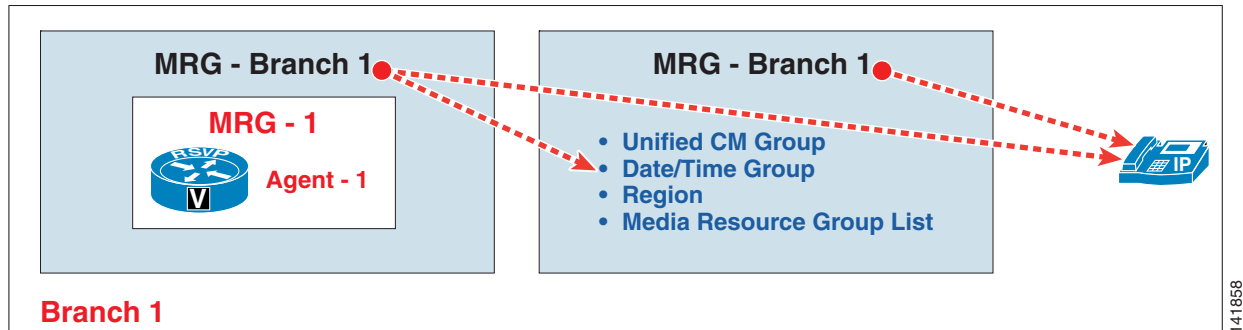 MRG - Branch 1
MRG - 1
RSVP
V
Agent - 1
MRG - Branch 1
• Unified CM Group
• Date/Time Group
• Region
• Media Resource Group List
IP
Branch 1
141858